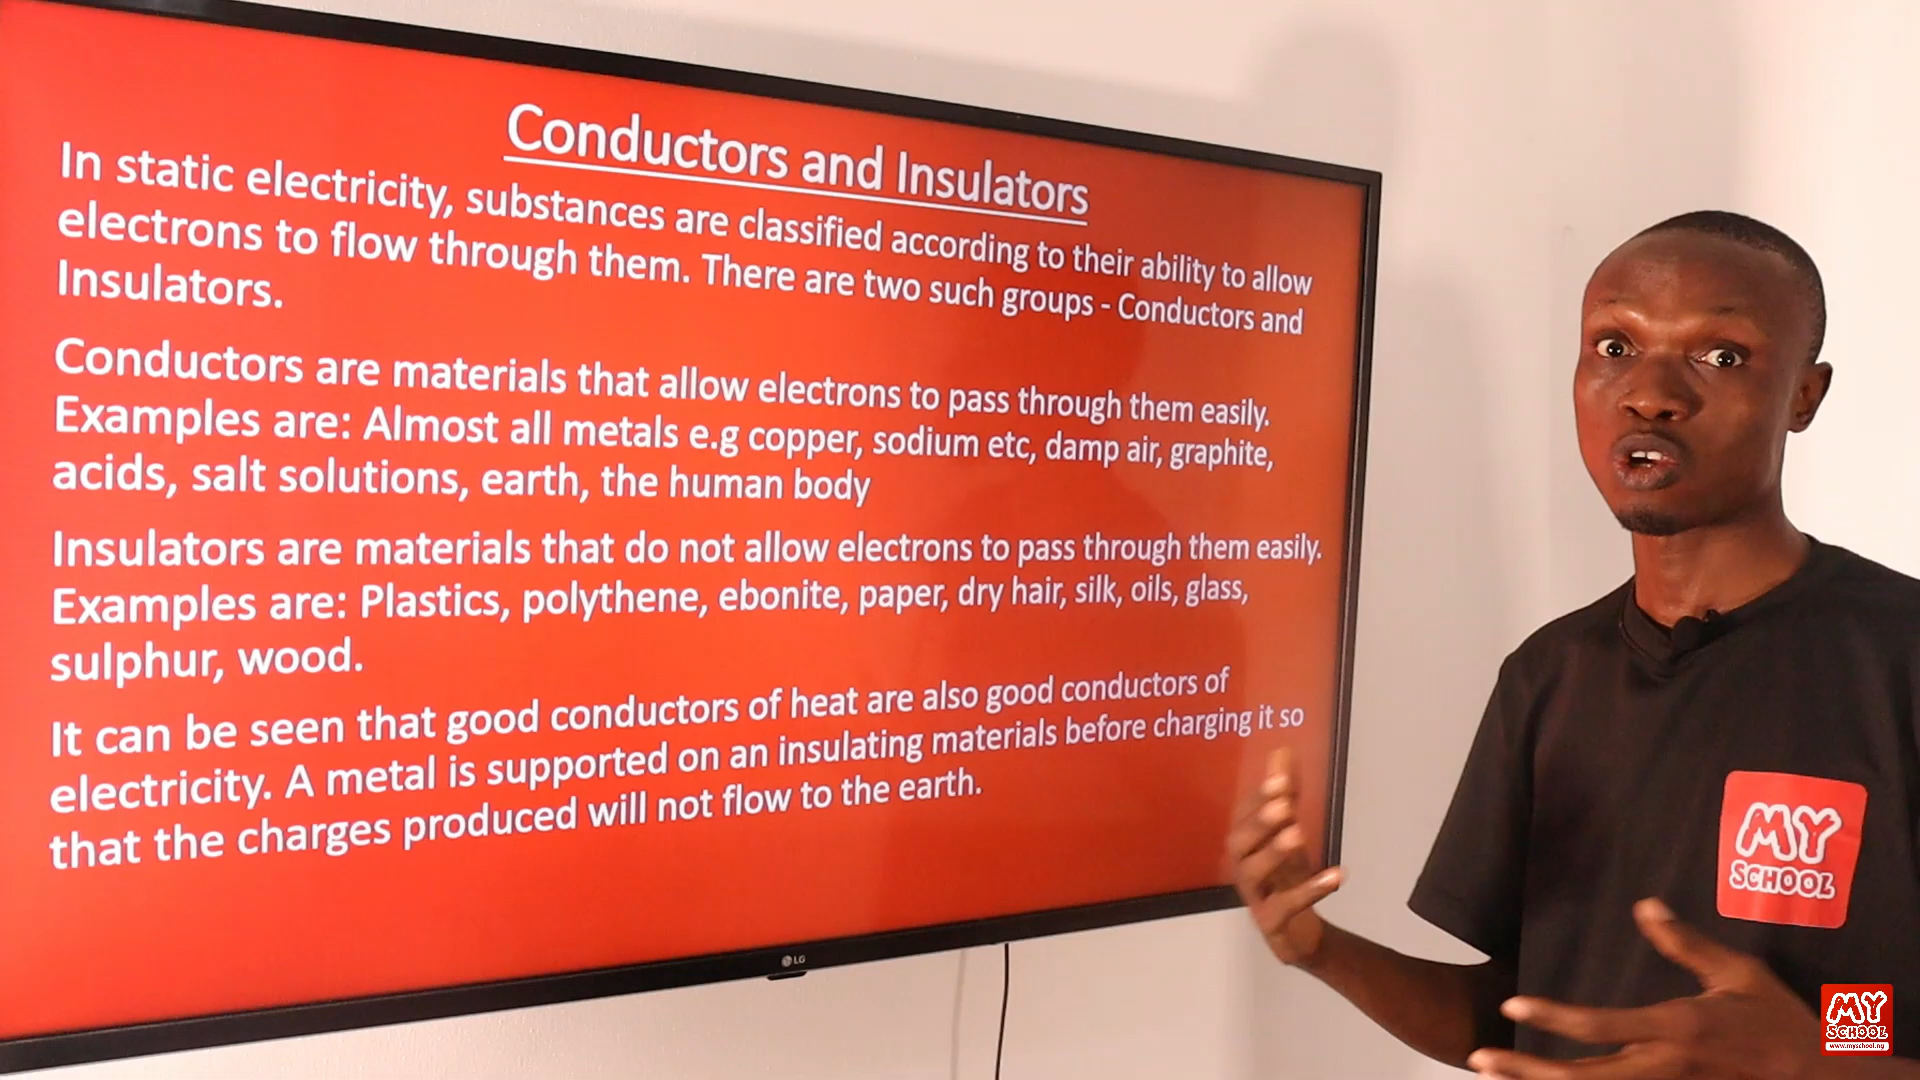 Conductors and Insulators
In static electricity, substances are classified according to their ability to allow
electrons to flow through them. There are two such groups - Conductors and
Insulators.
Conductors are materials that allow electrons to pass through them easily.
Examples are: Almost all metals e.g copper, sodium etc, damp air, graphite,
acids, salt solutions, earth, the human body
Insulators are materials that do not allow electrons to pass through them easily.
Examples are: Plastics, polythene, ebonite, paper, dry hair, silk, oils, glass,
sulphur, wood.
It can be seen that good conductors of heat are also good conductors of
electricity. A metal is supported on an insulating materials before charging it so
that the charges produced will not flow to the earth.
LG
MY
SCHOOL
MY
SCHOOL
www.myschool.ng